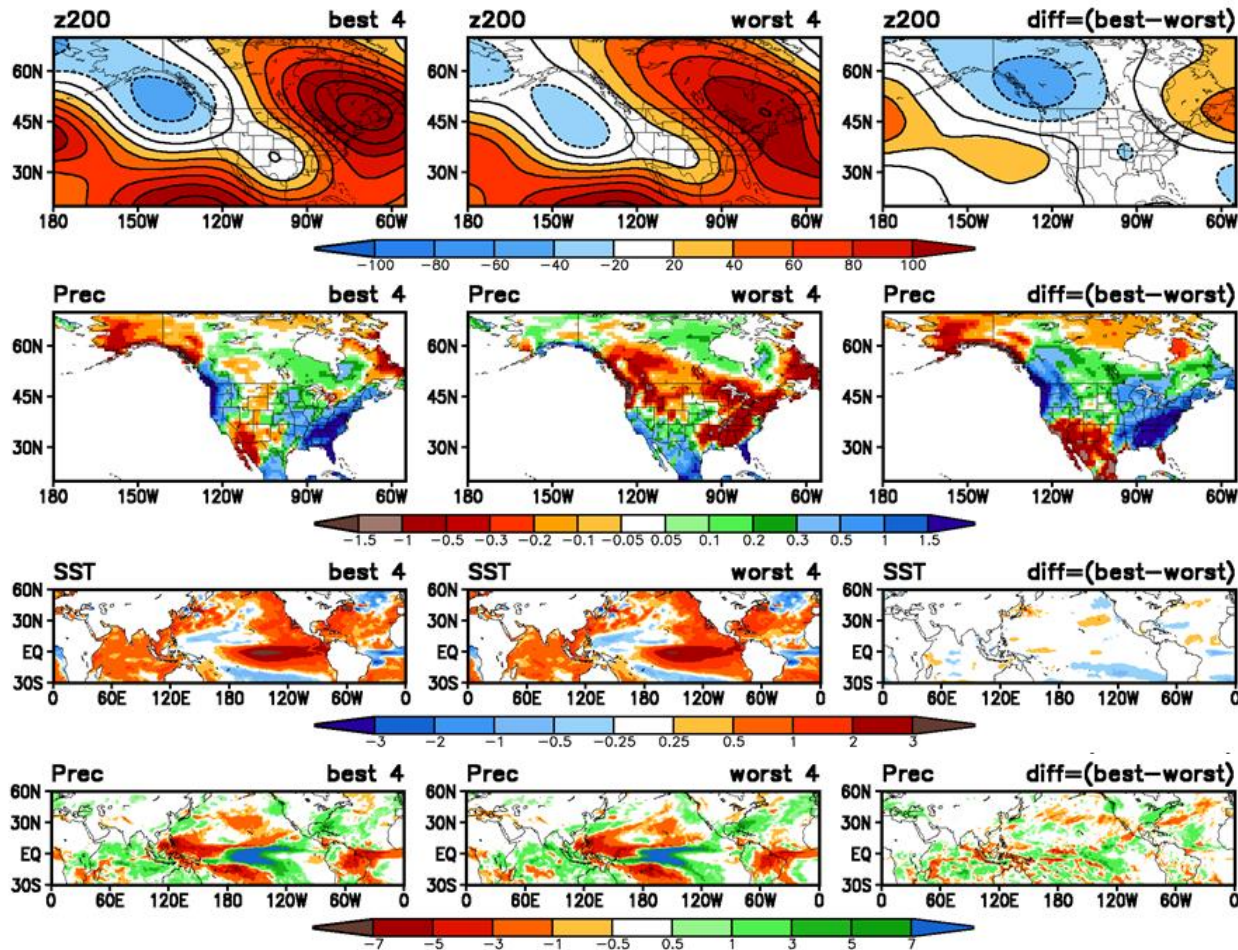 z200 best 4 z200 worst 4 z200 diff=(best-worst)
60N 60N 60N
45N 45N 45N
30N 30N 30N
180 150W 120W 90W 60W 180 150W 120W 90W 60W 180 150W 120W 90W 60W
-100 -80 -60 -40 -20 20 40 60 80 100
Prec best 4 Prec worst 4 Prec diff=(best-worst)
60N 60N 60N
45N 45N 45N
30N 30N 30N
180 150W 120W 90W 60W 180 150W 120W 90W 60W 180 150W 120W 90W 60W
-1.5 -1 -0.5 -0.3 -0.2 -0.1 -0.05 0.05 0.1 0.2 0.3 0.5 1 1.5
SST best 4 SST worst 4 SST diff=(best-worst)
60N 60N 60N
30N 30N 30N
EQ EQ EQ
30S 30S 30S
0 60E 120E 180 120W 60W 0 0 60E 120E 180 120W 60W 0 0 60E 120E 180 120W 60W 0
-3 -2 -1 -0.5 -0.25 0.25 0.5 1 2 3
Prec best 4 Prec worst 4 Prec diff=(best-worst)
60N 60N 60N
30N 30N 30N
EQ EQ EQ
30S 30S 30S
0 60E 120E 180 120W 60W 0 0 60E 120E 180 120W 60W 0 0 60E 120E 180 120W 60W 0
-7 -5 -3 -1 -0.5 0.5 1 3 5 7